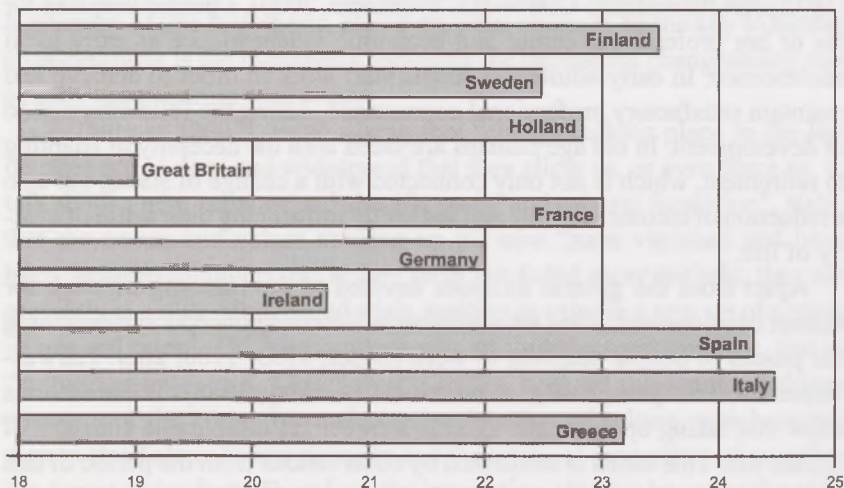 Finland
Sweden
Holland
Great Britain
France
Germany
Ireland
Spain
Italy
Greece
18 19 20 21 22 23 24 25